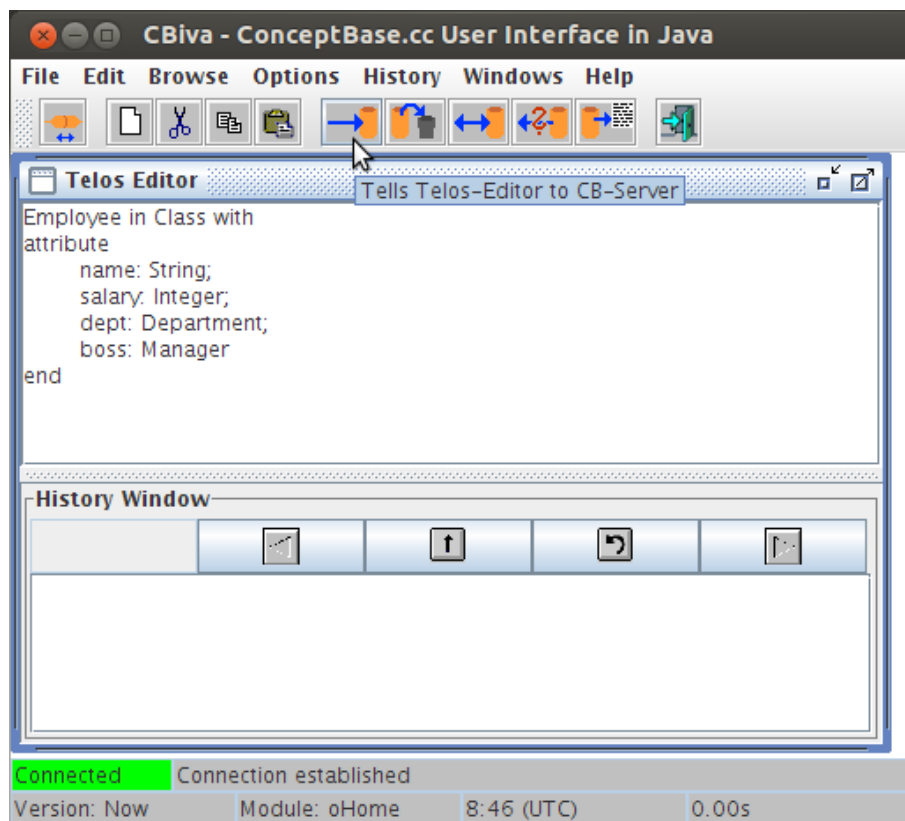 CBiva - ConceptBase.cc User Interface in Java
File Edit Browse Options History Windows Help
Telos Editor
Tells Telos-Editor to CB-Server
Employee in Class with
attribute
name: String;
salary: Integer;
dept: Department;
boss: Manager
end
History Window
Connected Connection established
Version: Now Module: oHome 8:46 (UTC) 0.00s